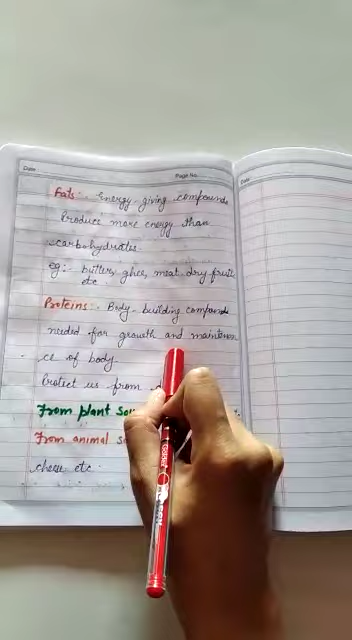 Date
Page No.
Date
Fats:- Energy giving compounds
Produce more energy than
carbohydrates
eg:- butter, ghee, meat, dry fruits
etc
Proteins:- Body-building compounds
needed for growth and maintenan
ce of body.
Protect us from
From plant
From animal
cheese etc.